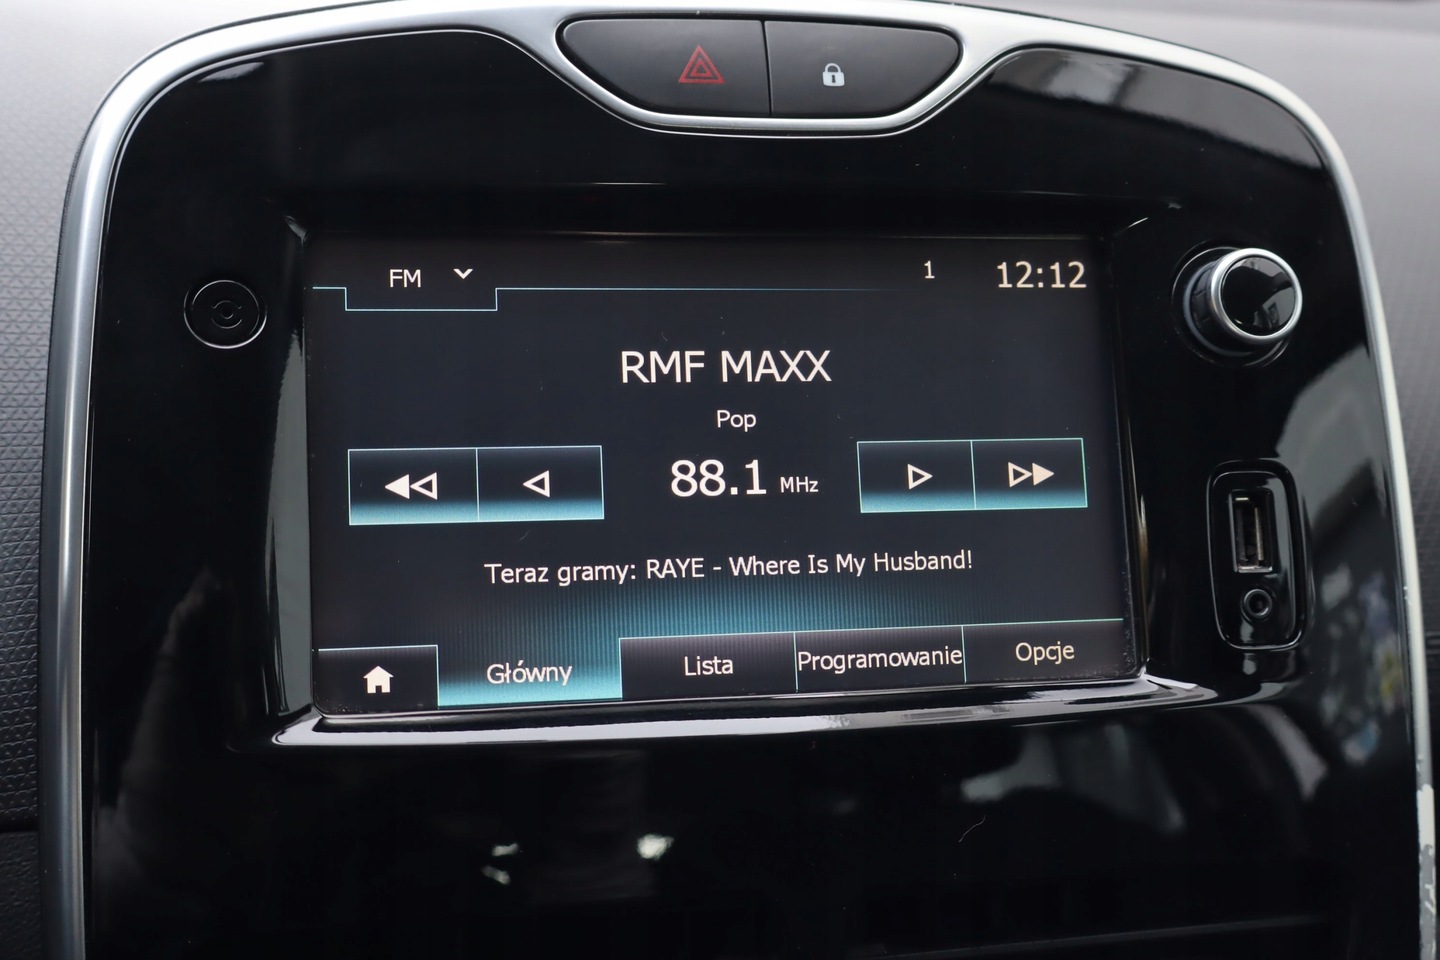 FM
1
12:12
RMF MAXX
Pop
88.1 MHz
Teraz gramy: RAYE - Where Is My Husband!
Główny
Lista
Programowanie
Opcje